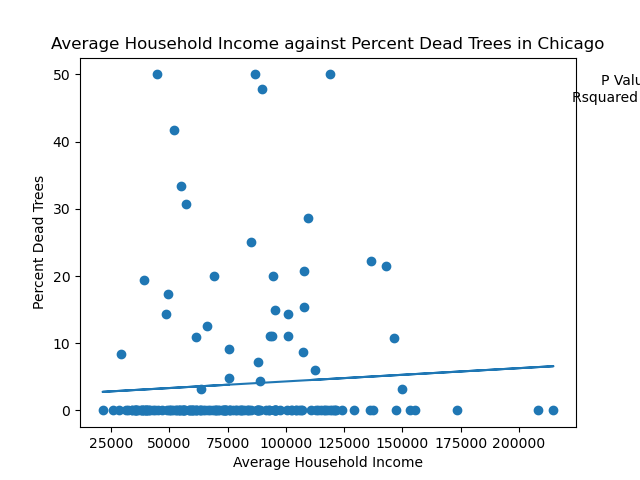 Average Household Income against Percent Dead Trees in Chicago
P
Rsquared
50
40
30
20
10
0
Percent Dead Trees
25000 50000 75000 100000 125000 150000 175000 200000
Average Household Income